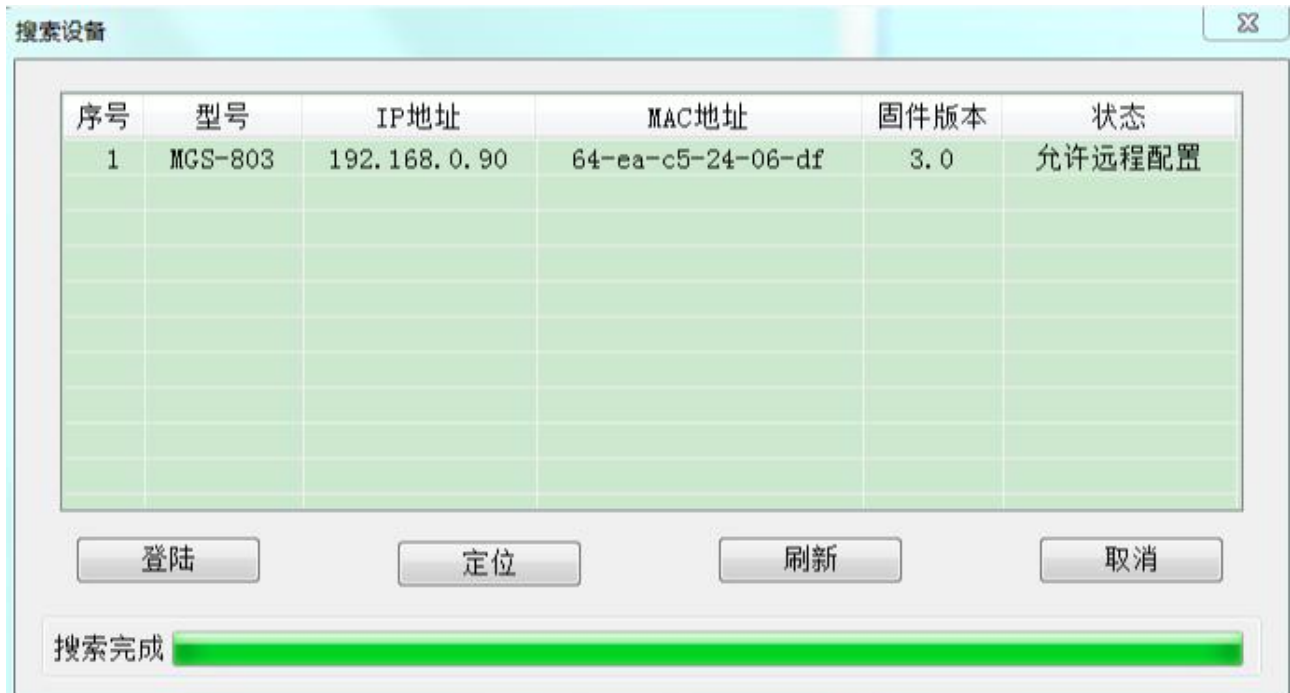 搜索设备
序号 型号 IP地址 MAC地址 固件版本 状态
1 MGS-803 192.168.0.90 64-ea-c5-24-06-df 3.0 允许远程配置
登陆 定位 刷新 取消
搜索完成